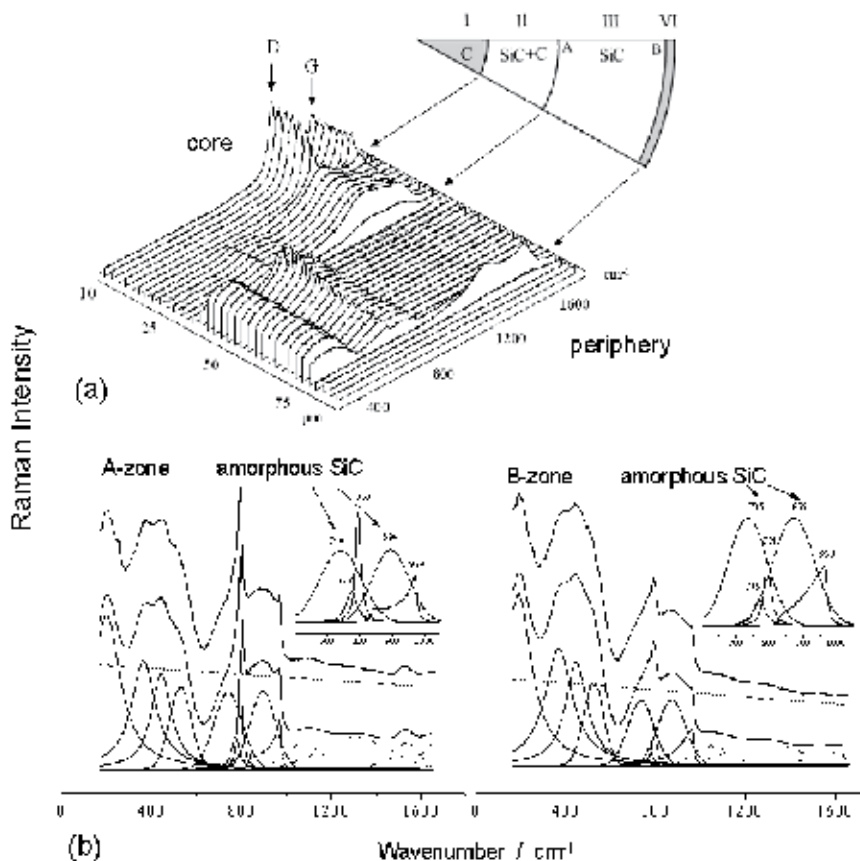 I II III VI
C SiC+C A SiC B
D G
core
10
25
50
75
µm
400
800
1200
1600
cm-1
periphery
(a)
Raman Intensity
A-zone amorphous SiC
B-zone amorphous SiC
0 400 800 1200 1600
0 400 800 1200 1600
(b)
Wavenumber / cm-1